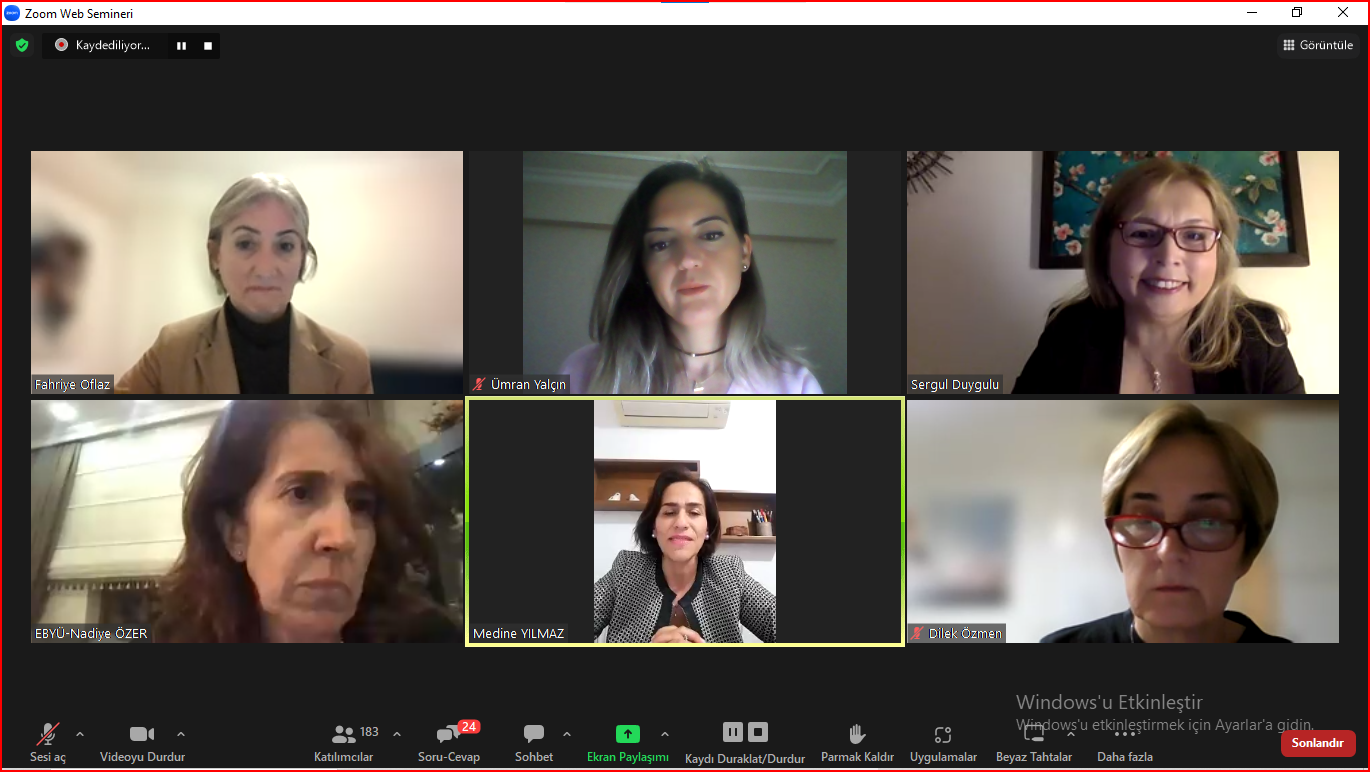 Zoom Web Semineri
Kaydediliyor...
Görüntüle
Fahriye Oflaz
Ümran Yalçın
Sergul Duygulu
EBYÜ-Nadiye ÖZER
Medine YILMAZ
Dilek Özmen
Windows'u Etkinleştir
Windows'u etkinleştirmek için Ayarlar'a gidin.
183
24
Sesi aç
Videoyu Durdur
Katılımcılar
Soru-Cevap
Sohbet
Ekran Paylaşımı
Kaydı Duraklat/Durdur
Parmak Kaldır
Uygulamalar
Beyaz Tahtalar
Daha fazla
Sonlandır